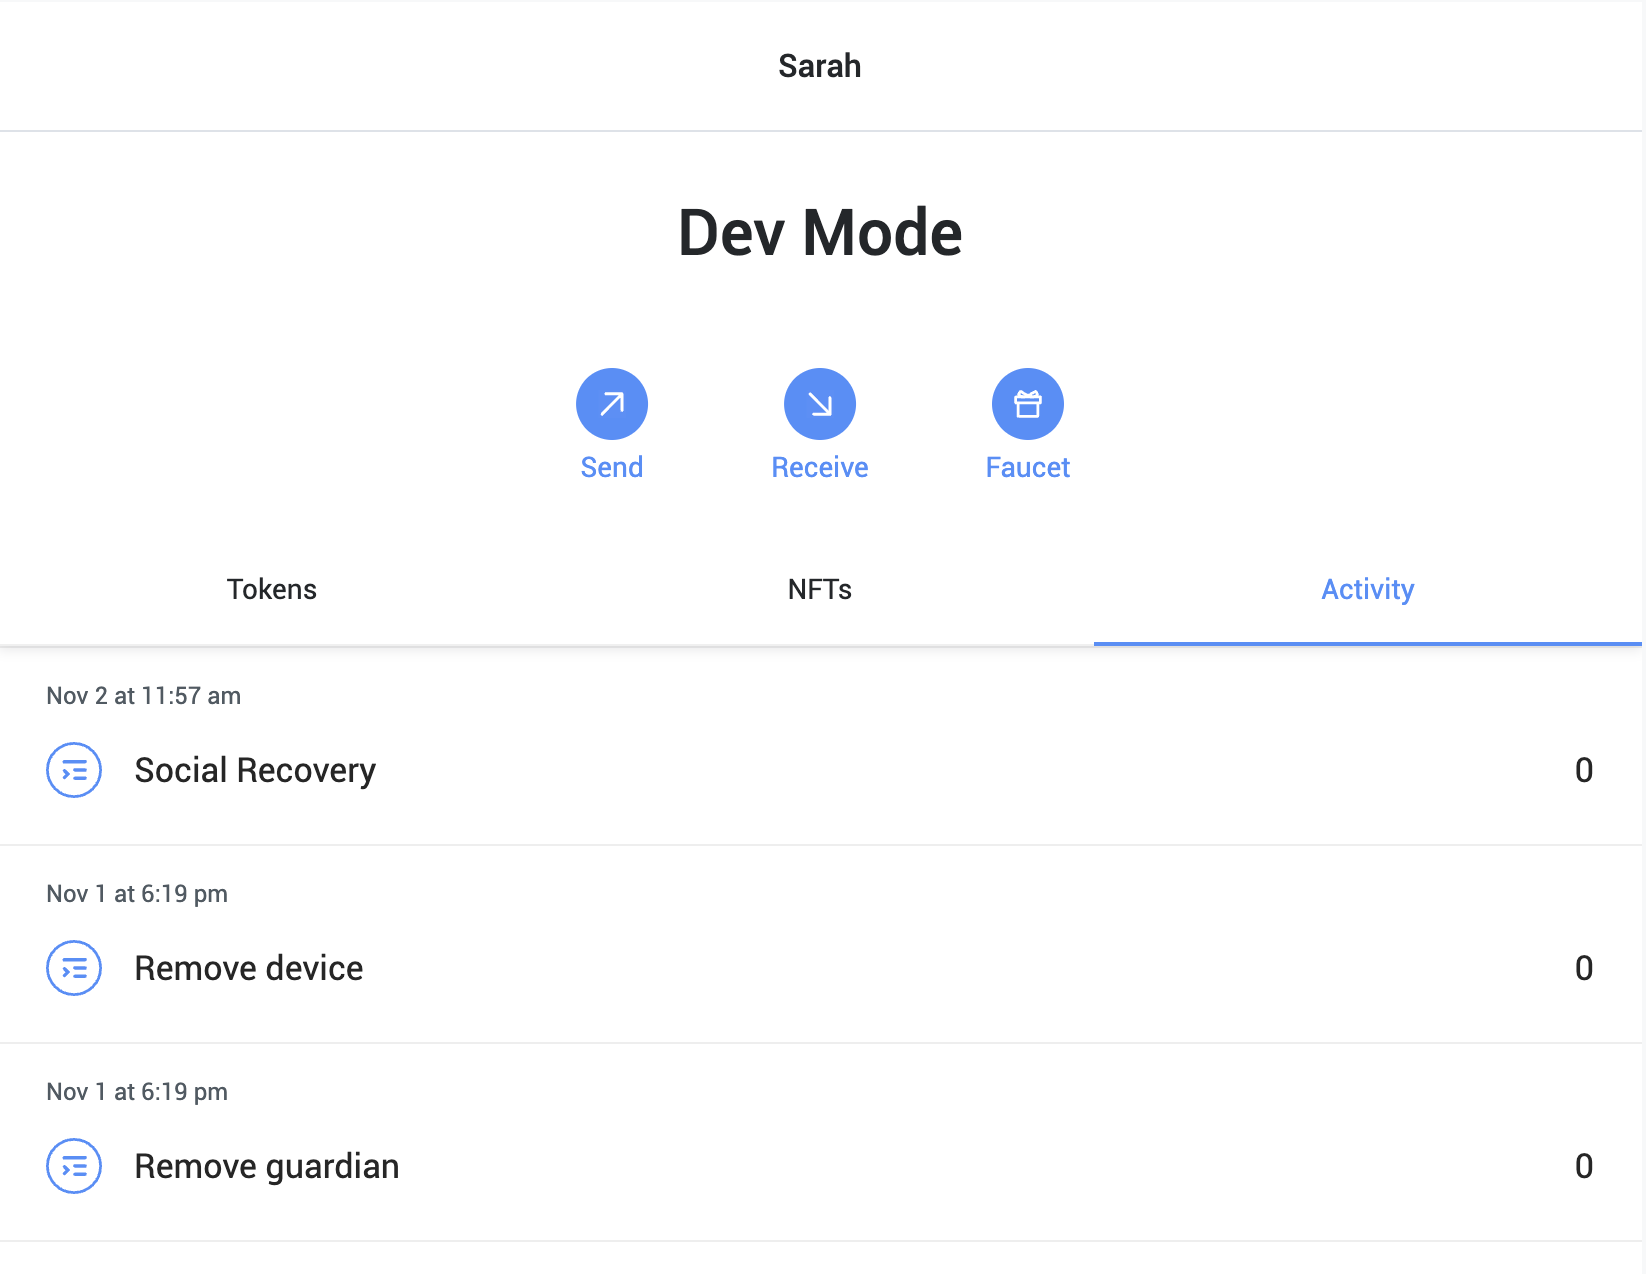 Sarah
Dev Mode
Send Receive Faucet
Tokens NFTs Activity
Nov 2 at 11:57 am
Social Recovery 0
Nov 1 at 6:19 pm
Remove device 0
Nov 1 at 6:19 pm
Remove guardian 0